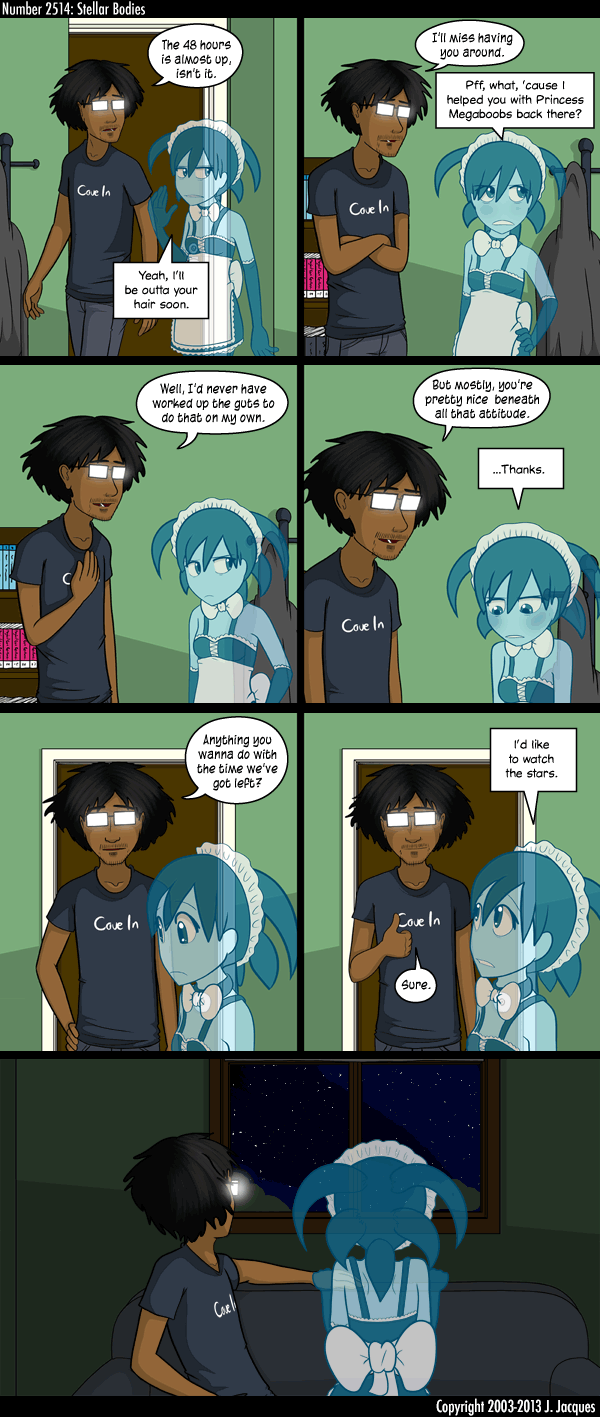 Number 2514: Stellar Bodies
The 48 hours
is almost up,
isn't it.
Cave In
Yeah, I'll
be outta your
hair soon.
I'll miss having
you around.
Pff, what, 'cause I
helped you with Princess
Megaboobs back there?
Cave In
Well, I'd never have
worked up the guts to
do that on my own.
C
But mostly, you're
pretty nice beneath
all that attitude.
...Thanks.
Cave In
Anything you
wanna do with
the time we've
got left?
Cave In
I'd like
to watch
the stars.
Cave In
Sure.
Cave In
Copyright 2003-2013 J. Jacques